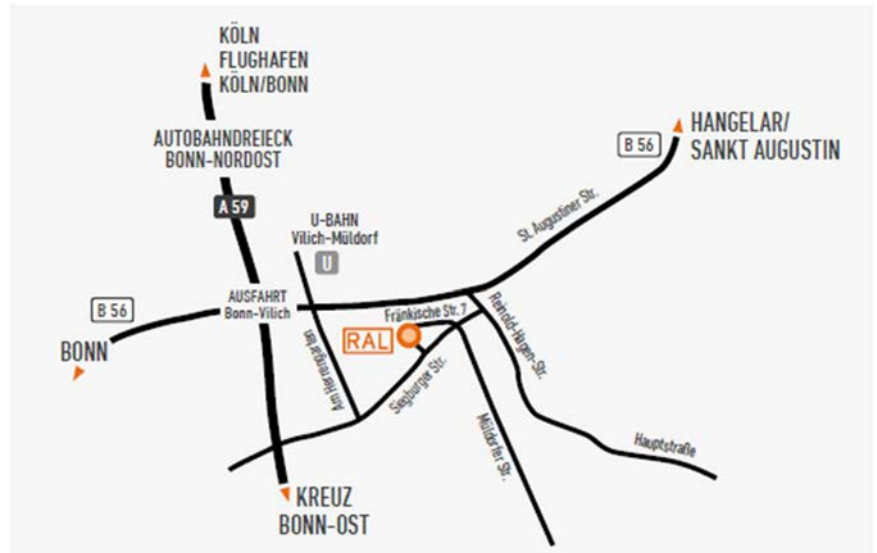 KÖLN
FLUGHAFEN
KÖLN/BONN
AUTOBAHNDREIECK
BONN-NORDOST
A 59
U-BAHN
Vilich-Müldorf
U
B 56
HANGELAR/
SANKT AUGUSTIN
St. Augustiner Str.
B 56
AUSFAHRT
Bonn-Vilich
BONN
Fränkische Str. 7
RAL
Reinold-Hagen-Str.
Am Herrengarten
Siegburger Str.
Müldorfer Str.
Hauptstraße
KREUZ
BONN-OST